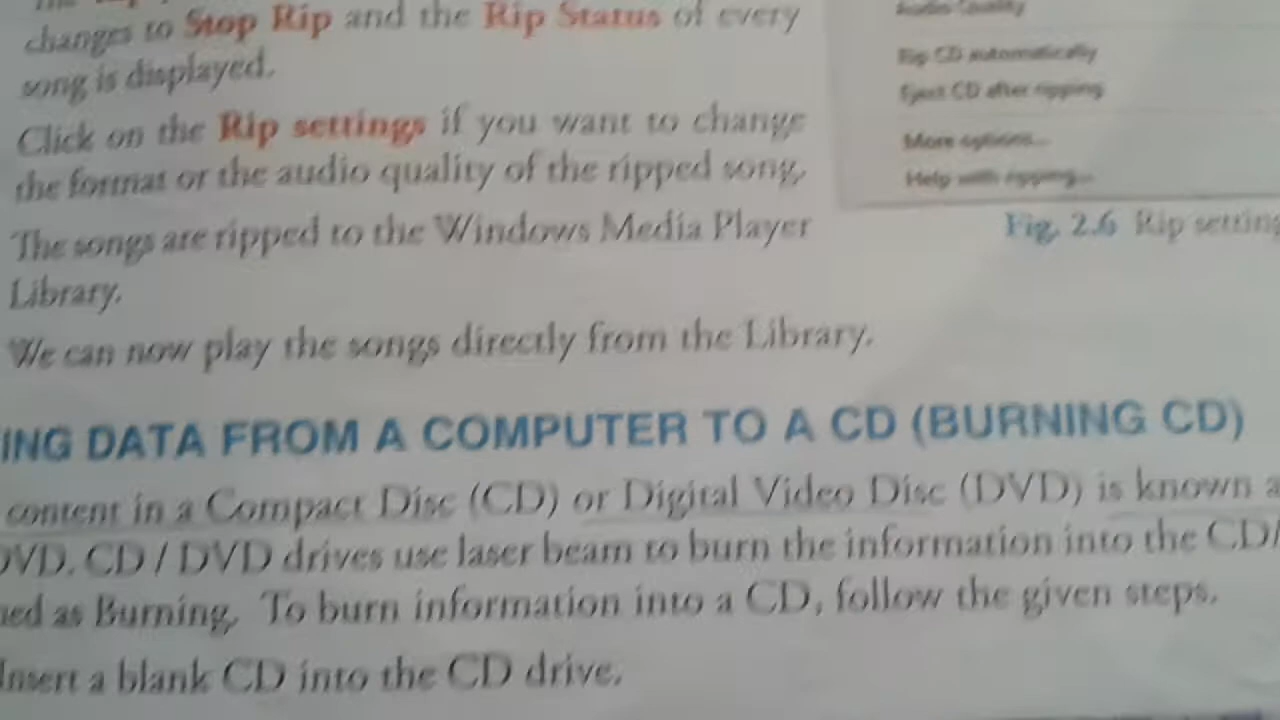 changes to Stop Rip and the Rip Status of every
song is displayed.
Click on the Rip settings if you want to change
the format or the audio quality of the ripped song.
The songs are ripped to the Windows Media Player
Library.
We can now play the songs directly from the Library.
Audio Quality
Rip CD automatically
Eject CD after ripping
More options...
Help with ripping...
Fig. 2.6 Rip setting
ING DATA FROM A COMPUTER TO A CD (BURNING CD)
content in a Compact Disc (CD) or Digital Video Disc (DVD) is known a
DVD. CD / DVD drives use laser beam to burn the information into the CD/
ned as Burning. To burn information into a CD, follow the given steps.
Insert a blank CD into the CD drive.